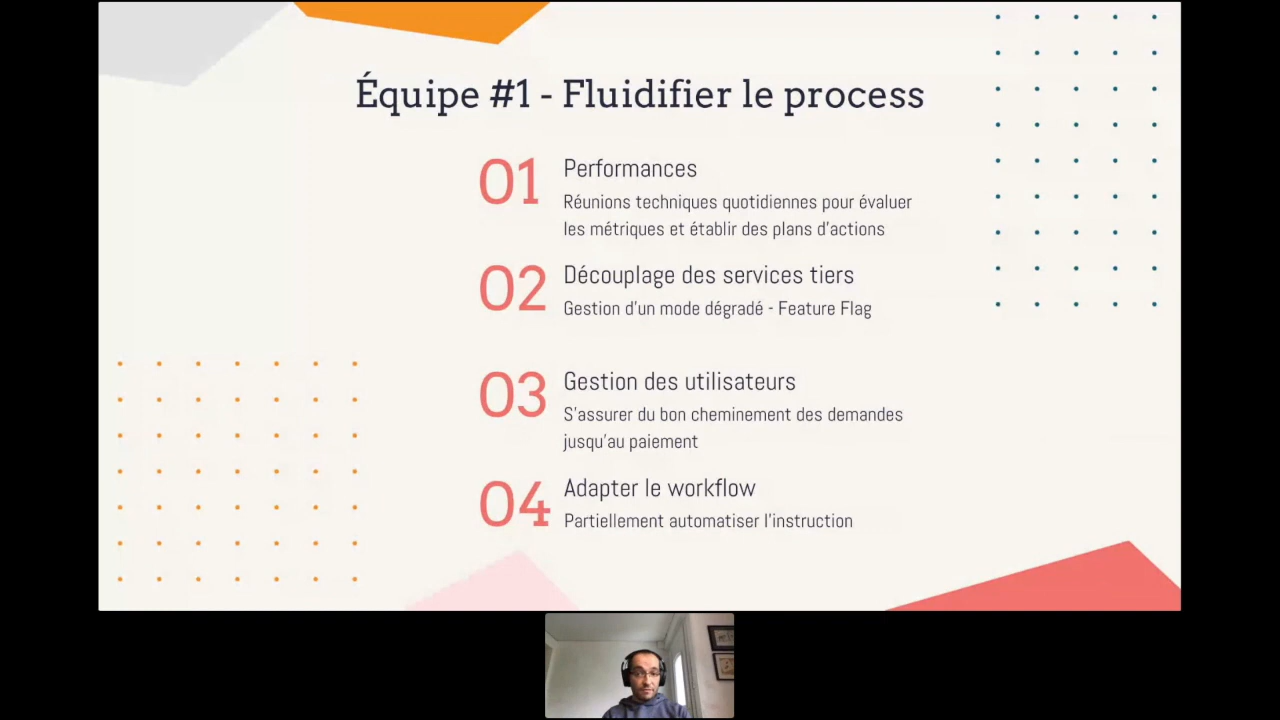 Équipe #1 - Fluidifier le process
01
Performances
Réunions techniques quotidiennes pour évaluer
les métriques et établir des plans d'actions
02
Découplage des services tiers
Gestion d'un mode dégradé - Feature Flag
03
Gestion des utilisateurs
S'assurer du bon cheminement des demandes
jusqu'au paiement
04
Adapter le workflow
Partiellement automatiser l'instruction